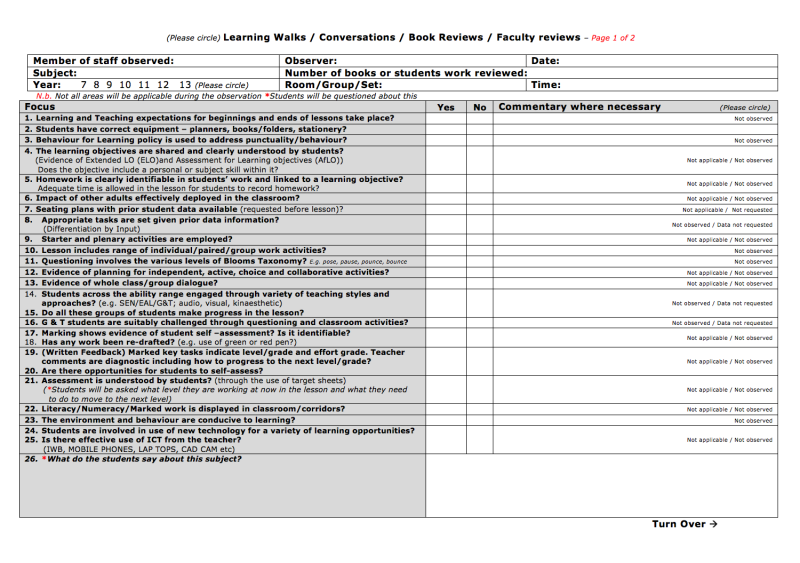 (Please circle) Learning Walks / Conversations / Book Reviews / Faculty reviews – Page 1 of 2
Member of staff observed: Observer: Date:
Subject: Number of books or students work reviewed:
Year: 7 8 9 10 11 12 13 (Please circle) Room/Group/Set: Time:
N.b. Not all areas will be applicable during the observation *Students will be questioned about this
Focus Yes No Commentary where necessary (Please circle)
1. Learning and Teaching expectations for beginnings and ends of lessons take place? Not observed
2. Students have correct equipment – planners, books/folders, stationery?
3. Behaviour for Learning policy is used to address punctuality/behaviour? Not observed
4. The learning objectives are shared and clearly understood by students?
(Evidence of Extended LO (ELO)and Assessment for Learning objectives (AfLO)) Not applicable / Not observed
Does the objective include a personal or subject skill within it?
5. Homework is clearly identifiable in students' work and linked to a learning objective? Not applicable / Not observed
Adequate time is allowed in the lesson for students to record homework?
6. Impact of other adults effectively deployed in the classroom? Not applicable / Not observed
7. Seating plans with prior student data available (requested before lesson)? Not applicable / Not requested
8. Appropriate tasks are set given prior data information? Not observed / Data not requested
(Differentiation by Input)
9. Starter and plenary activities are employed? Not applicable / Not observed
10. Lesson includes range of individual/paired/group work activities? Not observed
11. Questioning involves the various levels of Blooms Taxonomy? E.g. pose, pause, pounce, bounce Not observed
12. Evidence of planning for independent, active, choice and collaborative activities? Not applicable / Not observed
13. Evidence of whole class/group dialogue? Not applicable / Not observed
14. Students across the ability range engaged through variety of teaching styles and
approaches? (e.g. SEN/EAL/G&T; audio, visual, kinaesthetic) Not observed / Data not requested
15. Do all these groups of students make progress in the lesson?
16. G & T students are suitably challenged through questioning and classroom activities? Not observed / Data not requested
17. Marking shows evidence of student self –assessment? Is it identifiable? Not applicable / Not observed
18. Has any work been re-drafted? (e.g. use of green or red pen?)
19. (Written Feedback) Marked key tasks indicate level/grade and effort grade. Teacher
comments are diagnostic including how to progress to the next level/grade? Not applicable / Not observed
20. Are there opportunities for students to self-assess?
21. Assessment is understood by students? (through the use of target sheets)
(*Students will be asked what level they are working at now in the lesson and what they need Not applicable / Not observed
to do to move to the next level)
22. Literacy/Numeracy/Marked work is displayed in classroom/corridors? Not applicable / Not observed
23. The environment and behaviour are conducive to learning? Not observed
24. Students are involved in use of new technology for a variety of learning opportunities?
25. Is there effective use of ICT from the teacher? Not applicable / Not observed
(IWB, MOBILE PHONES, LAP TOPS, CAD CAM etc)
26. *What do the students say about this subject?
Turn Over →